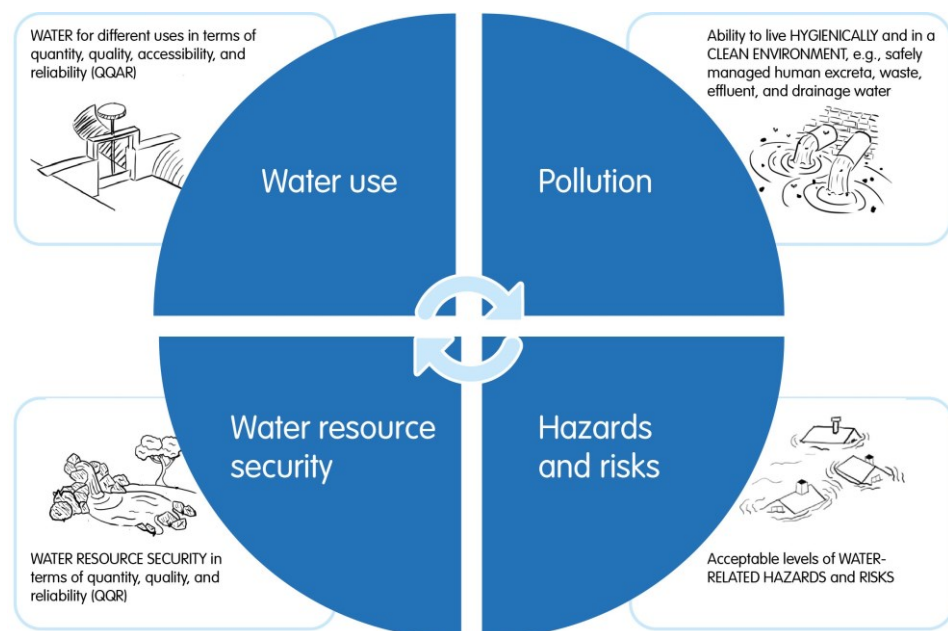 WATER for different uses in terms of
quantity, quality, accessibility, and
reliability (QQAR)
Water use
Ability to live HYGIENICALLY and in a
CLEAN ENVIRONMENT, e.g., safely
managed human excreta, waste,
effluent, and drainage water
Pollution
Water resource
security
WATER RESOURCE SECURITY in
terms of quantity, quality, and
reliability (QQR)
Hazards
and risks
Acceptable levels of WATER-
RELATED HAZARDS and RISKS